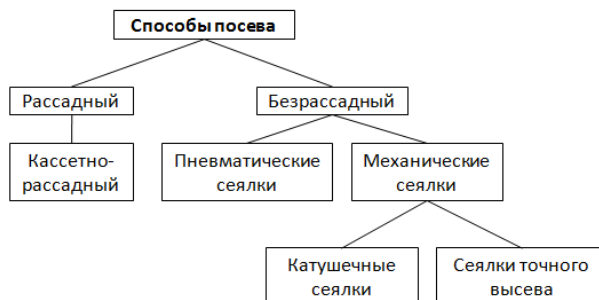 Способы посева
Рассадный
Безрассадный
Кассетно-
рассадный
Пневматические
сеялки
Механические
сеялки
Катушечные
сеялки
Сеялки точного
высева